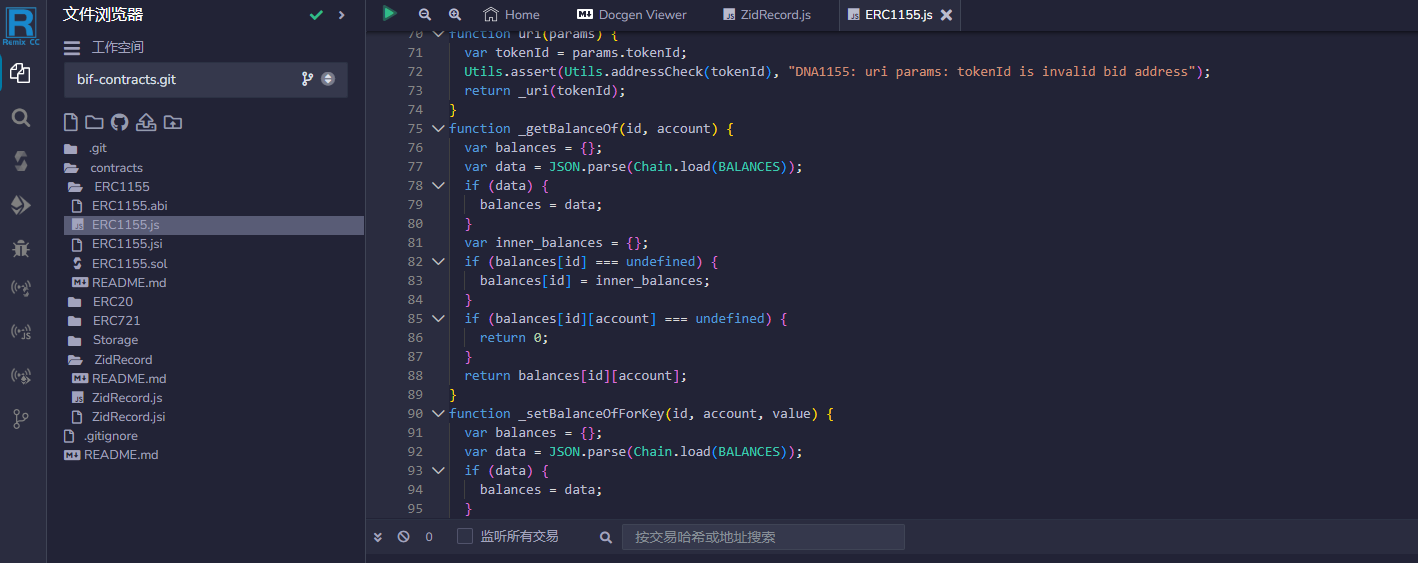 Remix CC
文件浏览器
工作空间
bif-contracts.git
.git
contracts
ERC1155
ERC1155.abi
ERC1155.js
ERC1155.jsi
ERC1155.sol
README.md
ERC20
ERC721
Storage
ZidRecord
README.md
ZidRecord.js
ZidRecord.jsi
.gitignore
README.md
Home Docgen Viewer ZidRecord.js ERC1155.js
70 function uri(params) {
71 var tokenId = params.tokenId;
72 Utils.assert(Utils.addressCheck(tokenId), "DNA1155: uri params: tokenId is invalid bid address");
73 return _uri(tokenId);
74 }
75 function _getBalanceOf(id, account) {
76 var balances = {};
77 var data = JSON.parse(Chain.load(BALANCES));
78 if (data) {
79 balances = data;
80 }
81 var inner_balances = {};
82 if (balances[id] === undefined) {
83 balances[id] = inner_balances;
84 }
85 if (balances[id][account] === undefined) {
86 return 0;
87 }
88 return balances[id][account];
89 }
90 function _setBalanceOfForKey(id, account, value) {
91 var balances = {};
92 var data = JSON.parse(Chain.load(BALANCES));
93 if (data) {
94 balances = data;
95 }
0 监听所有交易 按交易哈希或地址搜索